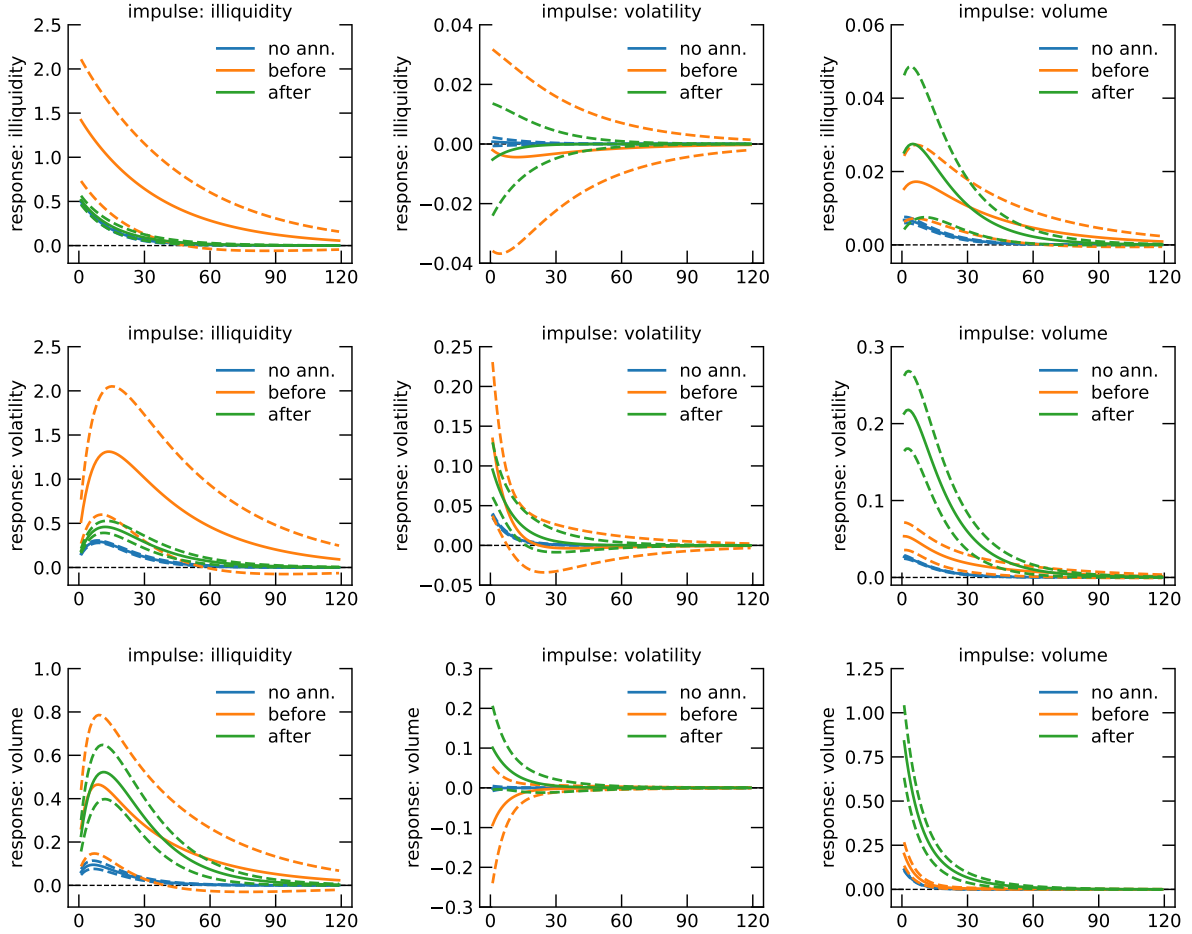 impulse: illiquidity
response: illiquidity
2.5
2.0
1.5
1.0
0.5
0.0
0 30 60 90 120
no ann.
before
after
impulse: volatility
response: illiquidity
0.04
0.02
0.00
−0.02
−0.04
0 30 60 90 120
no ann.
before
after
impulse: volume
response: illiquidity
0.06
0.04
0.02
0.00
0 30 60 90 120
no ann.
before
after
impulse: illiquidity
response: volatility
2.5
2.0
1.5
1.0
0.5
0.0
0 30 60 90 120
no ann.
before
after
impulse: volatility
response: volatility
0.25
0.20
0.15
0.10
0.05
0.00
−0.05
0 30 60 90 120
no ann.
before
after
impulse: volume
response: volatility
0.3
0.2
0.1
0.0
0 30 60 90 120
no ann.
before
after
impulse: illiquidity
response: volume
1.0
0.8
0.6
0.4
0.2
0.0
0 30 60 90 120
no ann.
before
after
impulse: volatility
response: volume
0.3
0.2
0.1
0.0
−0.1
−0.2
−0.3
0 30 60 90 120
no ann.
before
after
impulse: volume
response: volume
1.25
1.00
0.75
0.50
0.25
0.00
0 30 60 90 120
no ann.
before
after